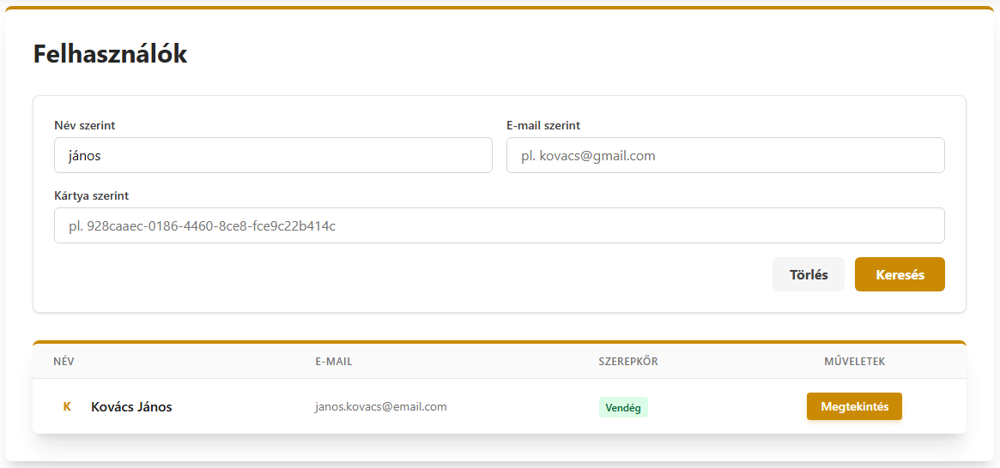 Felhasználók
Név szerint
E-mail szerint
jános
pl. kovacs@gmail.com
Kártya szerint
pl. 928caaec-0186-4460-8ce8-fce9c22b414c
Törlés
Keresés
NÉV
E-MAIL
SZEREPKÖR
MŰVELETEK
K
Kovács János
janos.kovacs@email.com
Vendég
Megtekintés